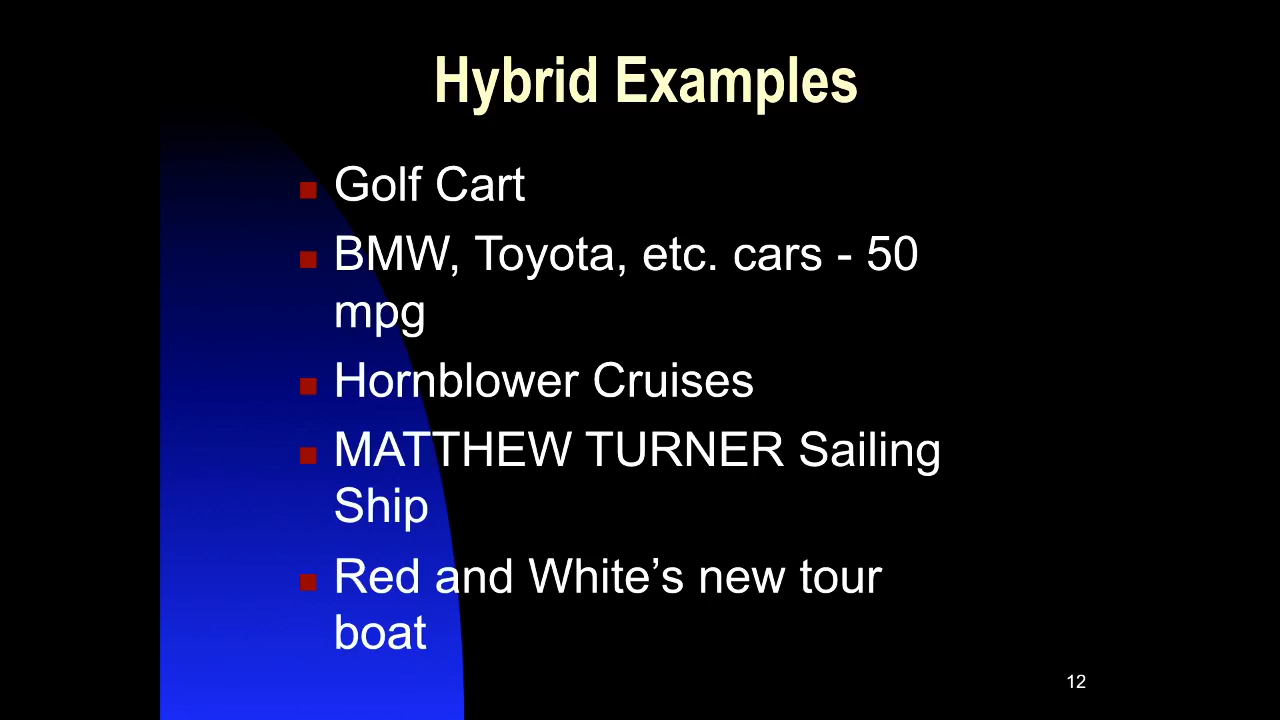 Hybrid Examples
Golf Cart
BMW, Toyota, etc. cars - 50
mpg
Hornblower Cruises
MATTHEW TURNER Sailing
Ship
Red and White’s new tour
boat
12